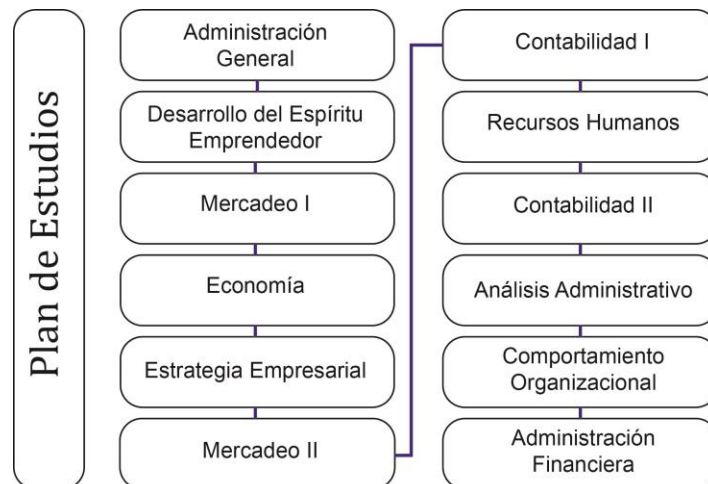 Plan de Estudios
Administración
General
Desarrollo del Espíritu
Emprendedor
Mercadeo I
Economía
Estrategia Empresarial
Mercadeo II
Contabilidad I
Recursos Humanos
Contabilidad II
Análisis Administrativo
Comportamiento
Organizacional
Administración
Financiera